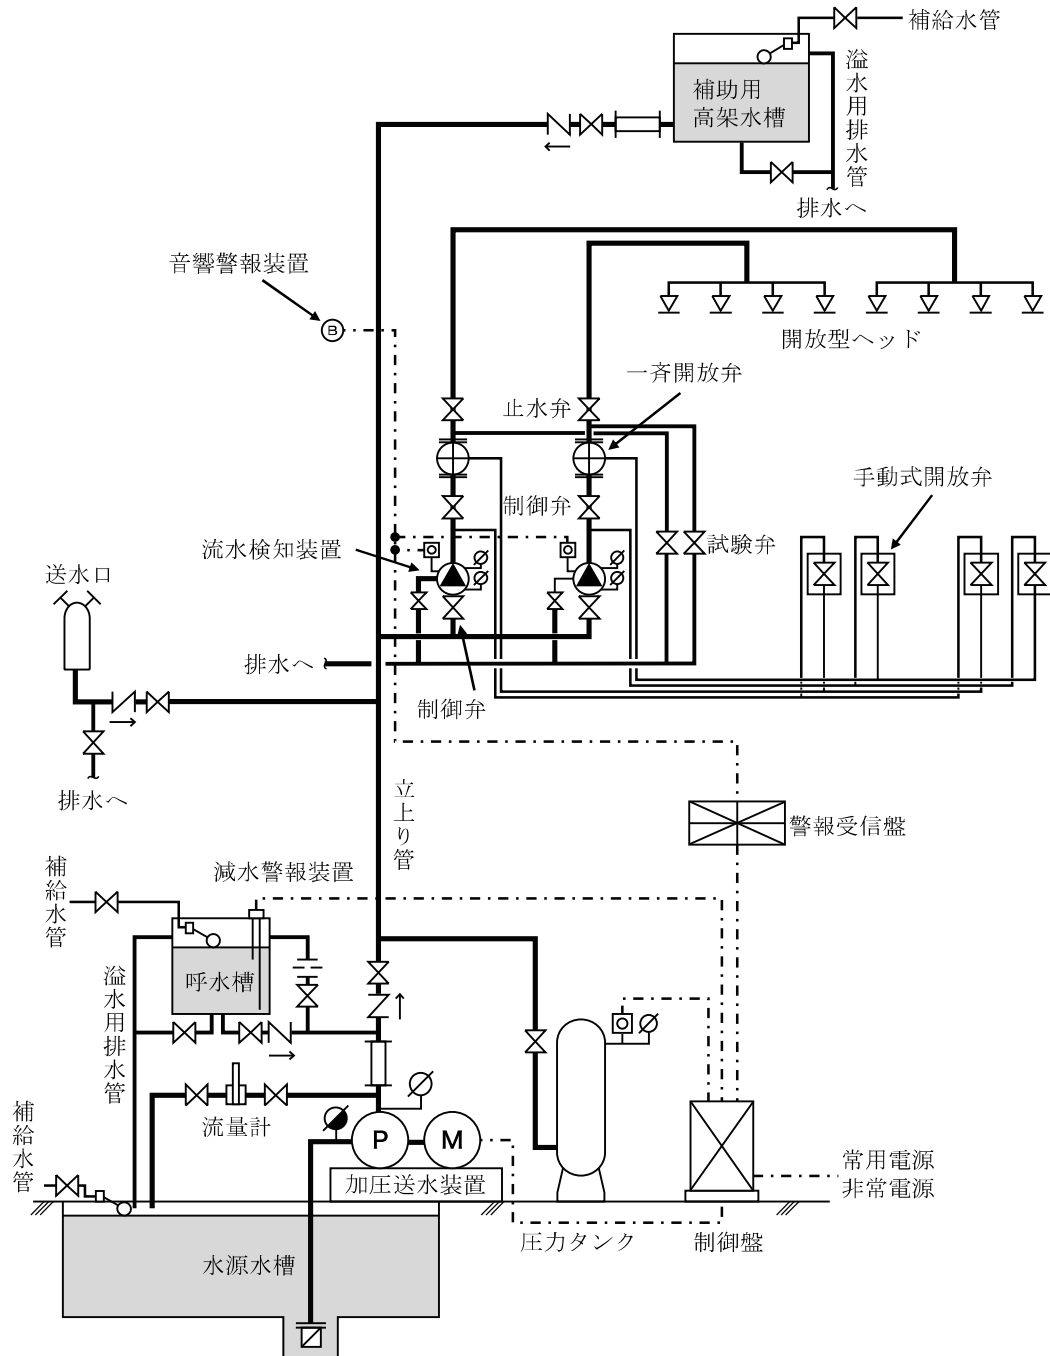 補給水管
溢水用排水管
補助用
高架水槽
排水へ
音響警報装置
B
開放型ヘッド
一斉開放弁
止水弁
手動式開放弁
制御弁
流水検知装置
試験弁
送水口
排水へ
制御弁
排水へ
立上り管
警報受信盤
減水警報装置
補給水管
呼水槽
溢水用排水管
流量計
補給水管
P
M
加圧送水装置
常用電源
非常電源
圧力タンク
制御盤
水源水槽